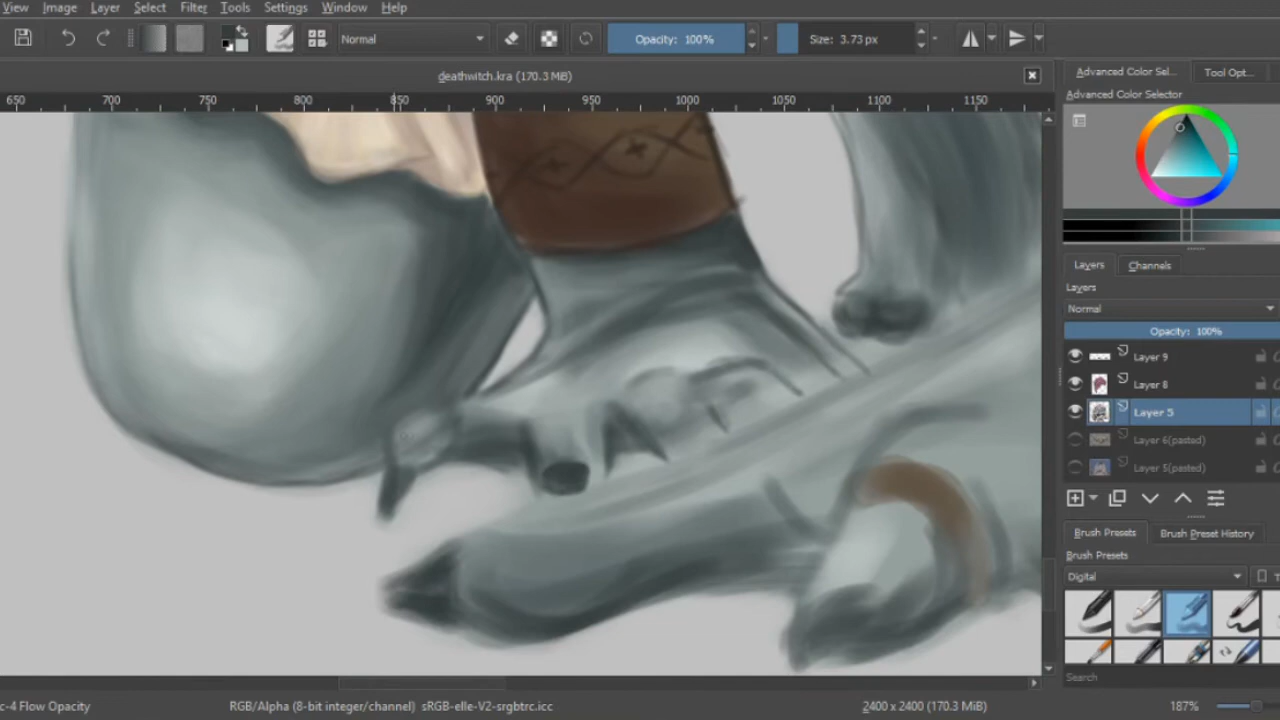 View Image Layer Select Filter Tools Settings Window Help
Normal Opacity: 100% Size: 3.73 px
deathwitch.kra (170.3 MiB)
Advanced Color Sel... Tool Opt...
650 700 750 800 850 900 950 1000 1050 1100 1150
Advanced Color Selector
Layers Channels
Layers
Normal
Opacity: 100%
Layer 9
Layer 8
Layer 5
Layer 6(pasted)
Layer 5(pasted)
Brush Presets Brush Preset History
Brush Presets
Digital
Search
c-4 Flow Opacity RGB/Alpha (8-bit integer/channel) sRGB-elle-V2-srgbtrc.icc 2400 x 2400 (170.3 MiB) 187%